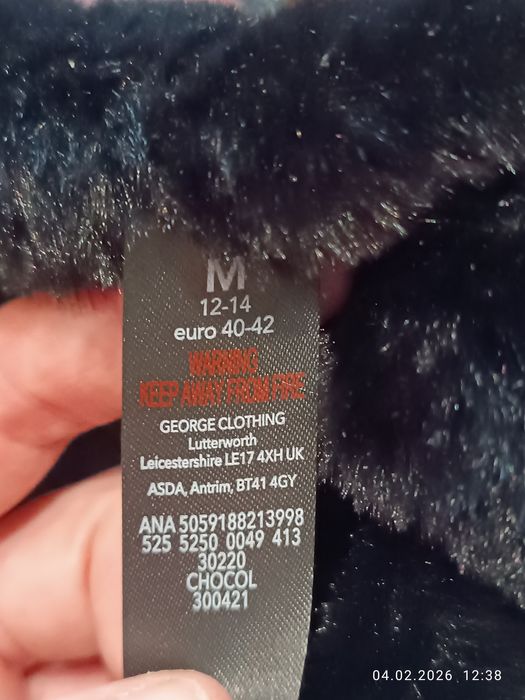 M
12-14
euro 40-42
WARNING
KEEP AWAY FROM FIRE
GEORGE CLOTHING
Lutterworth
Leicestershire LE17 4XH UK
ASDA, Antrim, BT41 4GY
ANA 5059188213998
525 5250 0049 413
30220
CHOCOL
300421
04.02.2026 12:38